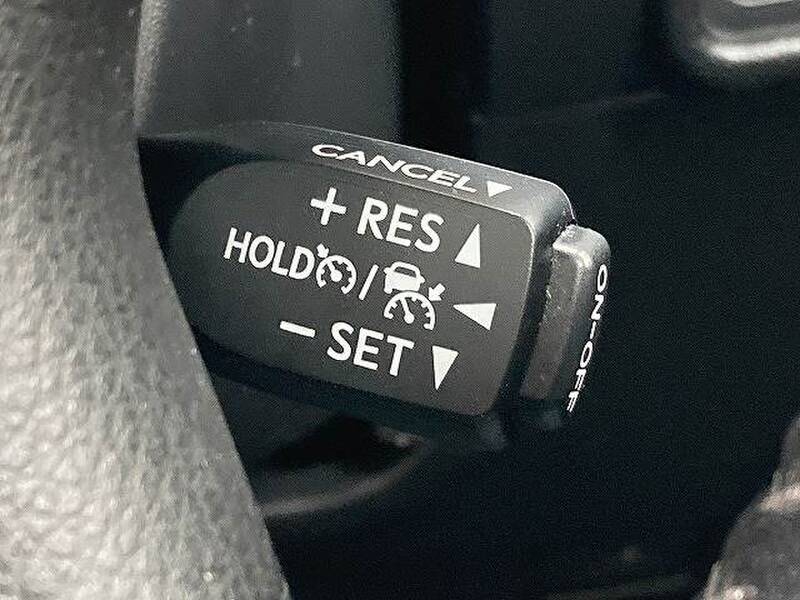 CANCEL▼
+ RES ▲
HOLD / ◀
− SET ▼
ON-OFF